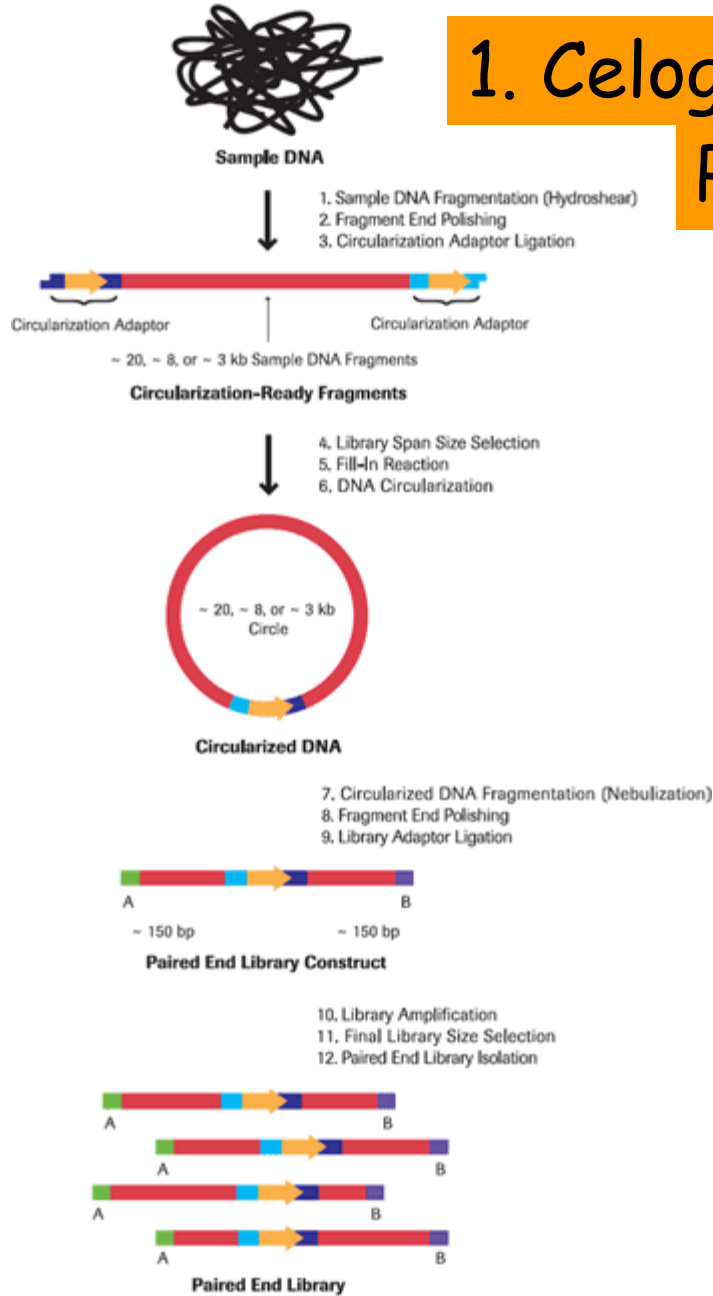 1. Celog
Sample DNA
1. Sample DNA Fragmentation (Hydroshear)
2. Fragment End Polishing
3. Circularization Adaptor Ligation
Circularization Adaptor
Circularization Adaptor
~ 20, ~ 8, or ~ 3 kb Sample DNA Fragments
Circularization-Ready Fragments
4. Library Span Size Selection
5. Fill-In Reaction
6. DNA Circularization
~ 20, ~ 8, or ~ 3 kb
Circle
Circularized DNA
7. Circularized DNA Fragmentation (Nebulization)
8. Fragment End Polishing
9. Library Adaptor Ligation
A B
~ 150 bp ~ 150 bp
Paired End Library Construct
10. Library Amplification
11. Final Library Size Selection
12. Paired End Library Isolation
A B
A B
A B
A B
Paired End Library